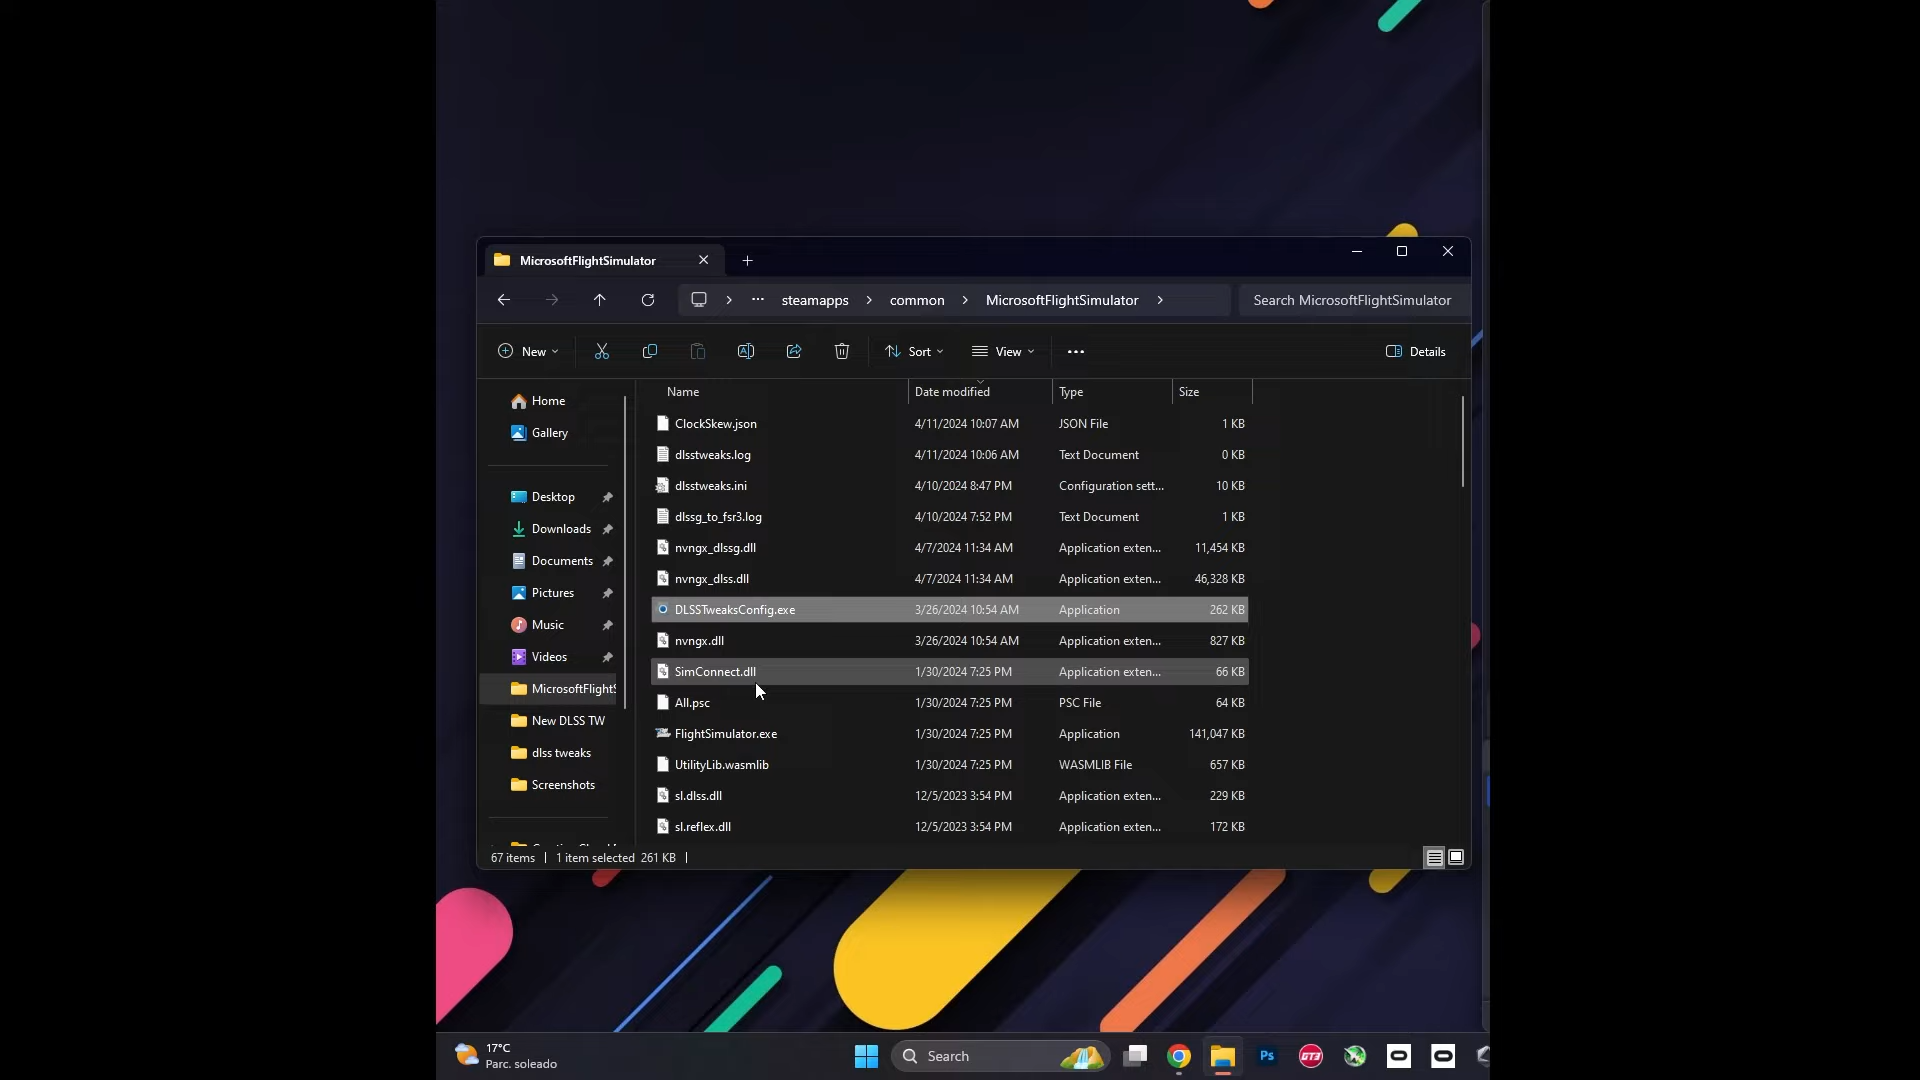 MicrosoftFlightSimulator
steamapps
common
MicrosoftFlightSimulator
Search MicrosoftFlightSimulator
New
Sort
View
Details
Home
Gallery
Desktop
Downloads
Documents
Pictures
Music
Videos
MicrosoftFlightS
New DLSS TW
dlss tweaks
Screenshots
Name Date modified Type Size
ClockSkew.json 4/11/2024 10:07 AM JSON File 1 KB
dlsstweaks.log 4/11/2024 10:06 AM Text Document 0 KB
dlsstweaks.ini 4/10/2024 8:47 PM Configuration sett... 10 KB
dlssg_to_fsr3.log 4/10/2024 7:52 PM Text Document 1 KB
nvngx_dlssg.dll 4/7/2024 11:34 AM Application exten... 11,454 KB
nvngx_dlss.dll 4/7/2024 11:34 AM Application exten... 46,328 KB
DLSSTweaksConfig.exe 3/26/2024 10:54 AM Application 262 KB
nvngx.dll 3/26/2024 10:54 AM Application exten... 827 KB
SimConnect.dll 1/30/2024 7:25 PM Application exten... 66 KB
All.psc 1/30/2024 7:25 PM PSC File 64 KB
FlightSimulator.exe 1/30/2024 7:25 PM Application 141,047 KB
UtilityLib.wasmlib 1/30/2024 7:25 PM WASMLIB File 657 KB
sl.dlss.dll 12/5/2023 3:54 PM Application exten... 229 KB
sl.reflex.dll 12/5/2023 3:54 PM Application exten... 172 KB
67 items 1 item selected 261 KB
17°C
Parc. soleado
Search
Ps
GT3